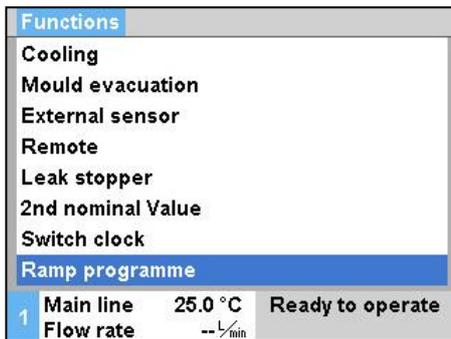 Functions
Cooling
Mould evacuation
External sensor
Remote
Leak stopper
2nd nominal Value
Switch clock
Ramp programme
1 Main line 25.0 °C Ready to operate
Flow rate -- L/min